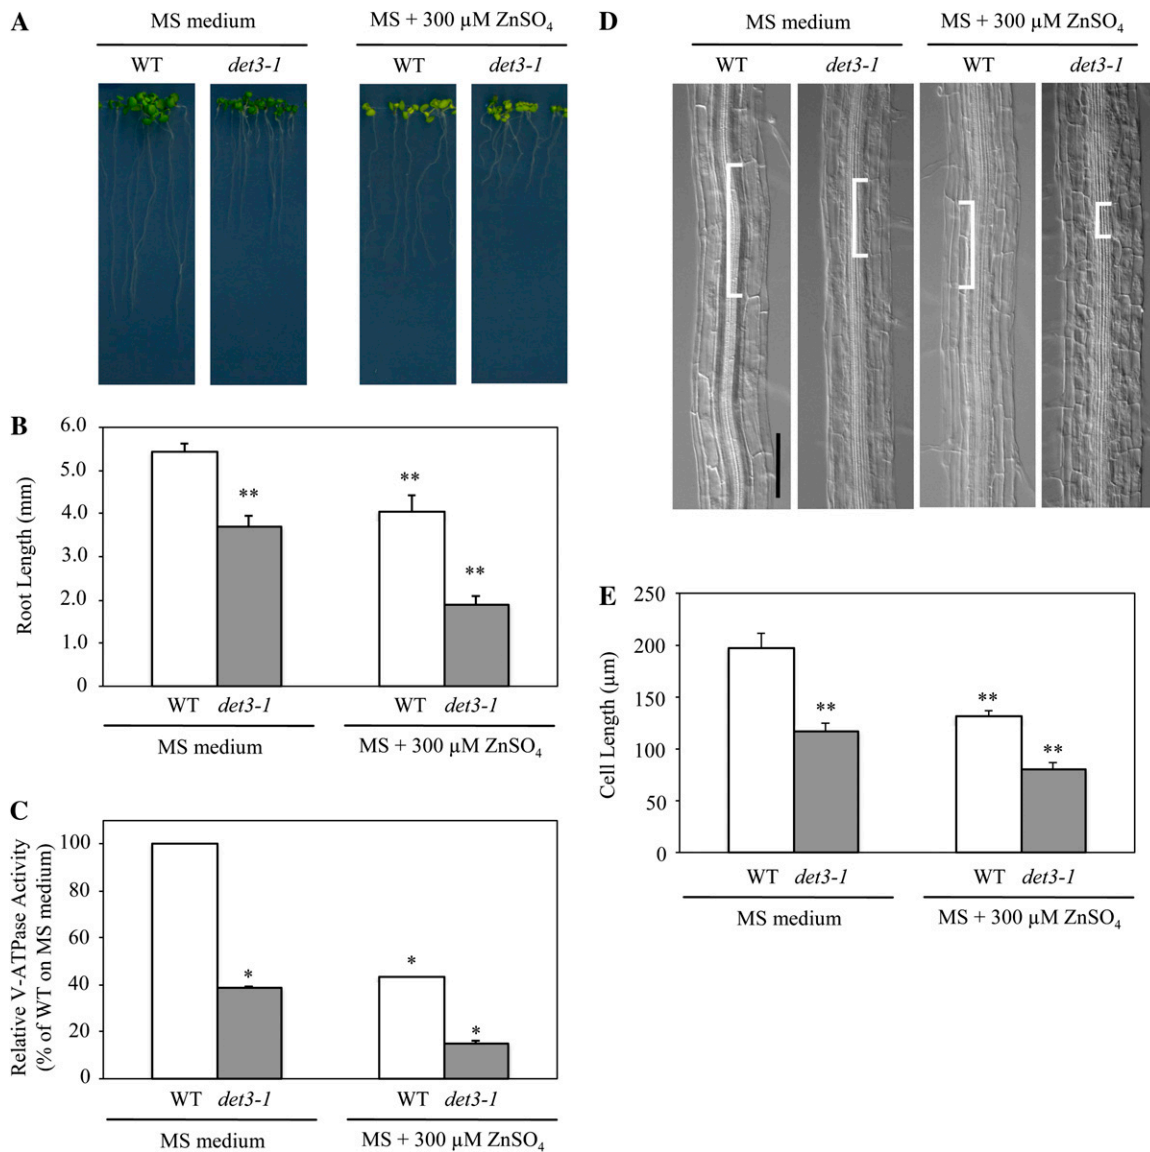 A
MS medium
MS + 300 µM ZnSO4
WT
det3-1
WT
det3-1
B
6.0
5.0
4.0
3.0
2.0
1.0
0
Root Length (mm)
**
**
**
WT
det3-1
WT
det3-1
MS medium
MS + 300 µM ZnSO4
C
100
80
60
40
20
0
Relative V-ATPase Activity
(% of WT on MS medium)
*
*
*
WT
det3-1
WT
det3-1
MS medium
MS + 300 µM ZnSO4
D
MS medium
MS + 300 µM ZnSO4
WT
det3-1
WT
det3-1
E
250
200
150
100
50
0
Cell Length (µm)
**
**
**
WT
det3-1
WT
det3-1
MS medium
MS + 300 µM ZnSO4